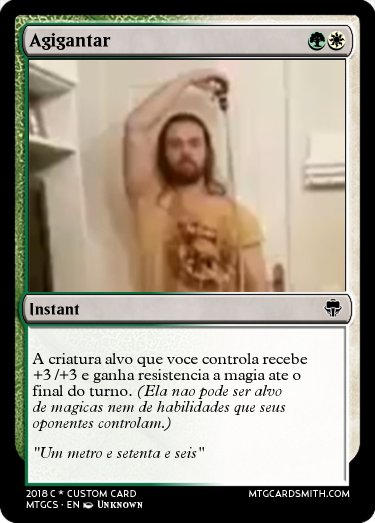 Agigantar
Instant
A criatura alvo que voce controla recebe
+3/+3 e ganha resistencia a magia ate o
final do turno. (Ela nao pode ser alvo
de magicas nem de habilidades que seus
oponentes controlam.)
"Um metro e setenta e seis"
2018 C * CUSTOM CARD
MTGCARDSMITH.COM
MTGCS • EN UNKNOWN